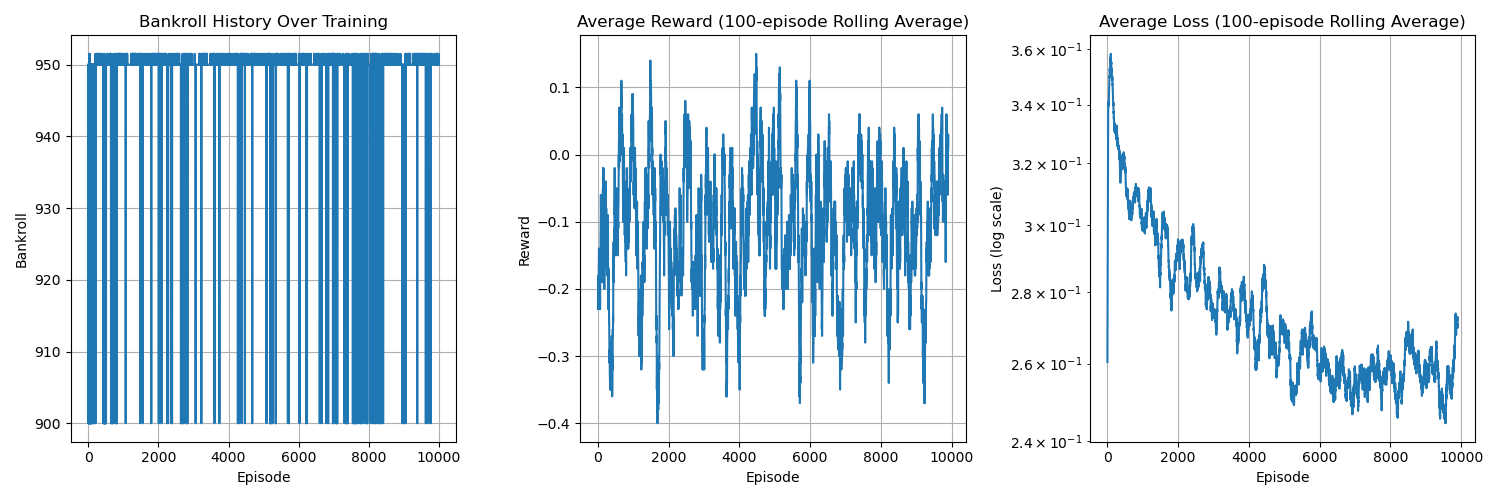 Bankroll History Over Training
950
940
930
920
910
900
Bankroll
0 2000 4000 6000 8000 10000
Episode
Average Reward (100-episode Rolling Average)
0.1
0.0
−0.1
−0.2
−0.3
−0.4
Reward
0 2000 4000 6000 8000 10000
Episode
Average Loss (100-episode Rolling Average)
3.6 × 10⁻¹
3.4 × 10⁻¹
3.2 × 10⁻¹
3 × 10⁻¹
2.8 × 10⁻¹
2.6 × 10⁻¹
2.4 × 10⁻¹
Loss (log scale)
0 2000 4000 6000 8000 10000
Episode